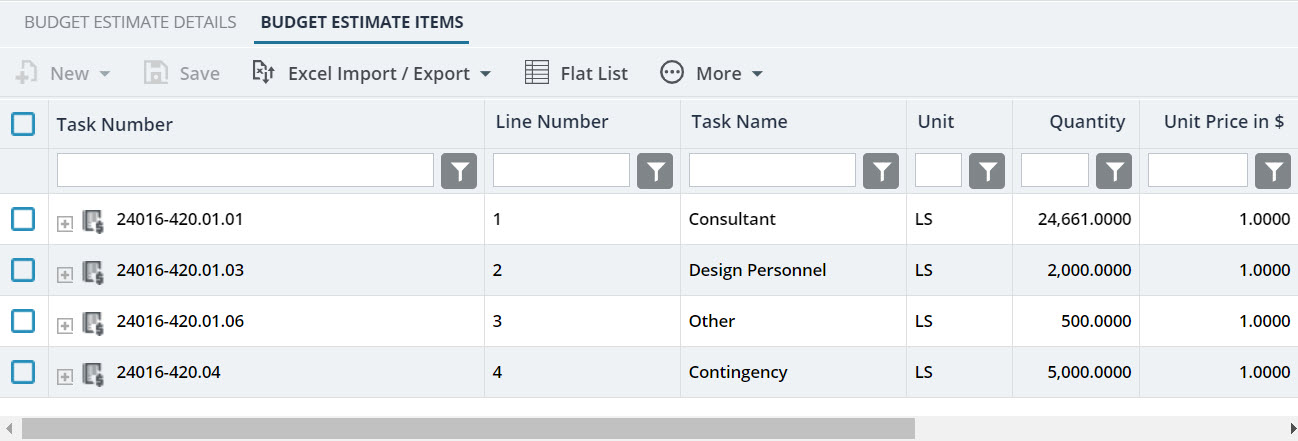 BUDGET ESTIMATE DETAILS BUDGET ESTIMATE ITEMS
New Save Excel Import / Export Flat List More
Task Number Line Number Task Name Unit Quantity Unit Price in $
24016-420.01.01 1 Consultant LS 24,661.0000 1.0000
24016-420.01.03 2 Design Personnel LS 2,000.0000 1.0000
24016-420.01.06 3 Other LS 500.0000 1.0000
24016-420.04 4 Contingency LS 5,000.0000 1.0000